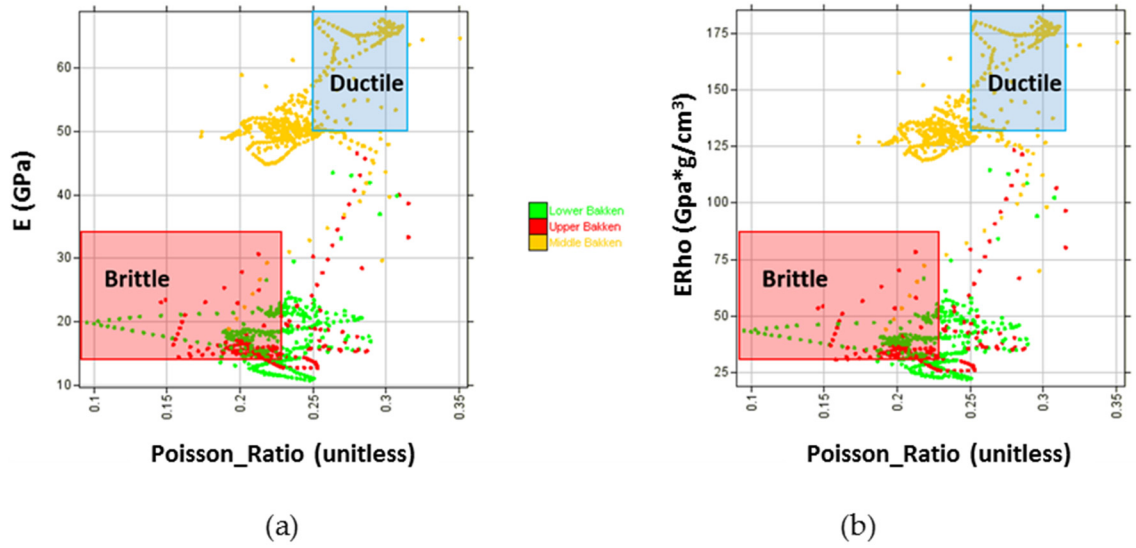 E (GPa)
60
50
40
30
20
10
Ductile
Brittle
0.1
0.15
0.2
0.25
0.3
0.35
Poisson_Ratio (unitless)
(a)
Lower Bakken
Upper Bakken
Middle Bakken
ERho (Gpa*g/cm³)
175
150
125
100
75
50
25
Ductile
Brittle
0.1
0.15
0.2
0.25
0.3
0.35
Poisson_Ratio (unitless)
(b)